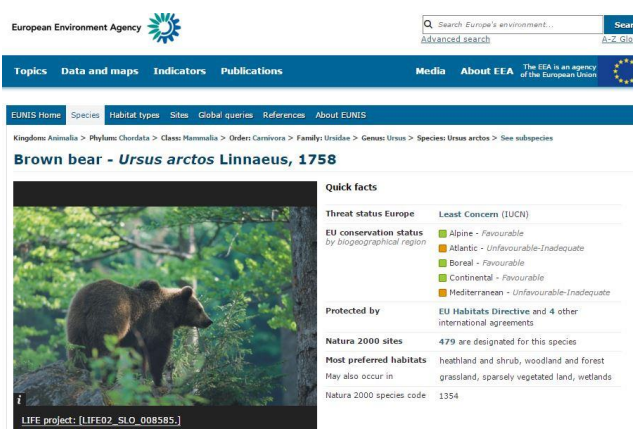 European Environment Agency
Search Europe's environment...
Sear
Advanced search
A-Z Glo
Topics Data and maps Indicators Publications
Media About EEA The EEA is an agency
of the European Union
EUNIS Home Species Habitat types Sites Global queries References About EUNIS
Kingdom: Animalia > Phylum: Chordata > Class: Mammalia > Order: Carnivora > Family: Ursidae > Genus: Ursus > Species: Ursus arctos > See subspecies
Brown bear - Ursus arctos Linnaeus, 1758
Quick facts
Threat status Europe Least Concern (IUCN)
EU conservation status
by biogeographical region
Alpine - Favourable
Atlantic - Unfavourable-Inadequate
Boreal - Favourable
Continental - Favourable
Mediterranean - Unfavourable-Inadequate
Protected by EU Habitats Directive and 4 other
international agreements
Natura 2000 sites 479 are designated for this species
Most preferred habitats heathland and shrub, woodland and forest
May also occur in grassland, sparsely vegetated land, wetlands
Natura 2000 species code 1354
i
LIFE project: [LIFE02_SLO_008585.]